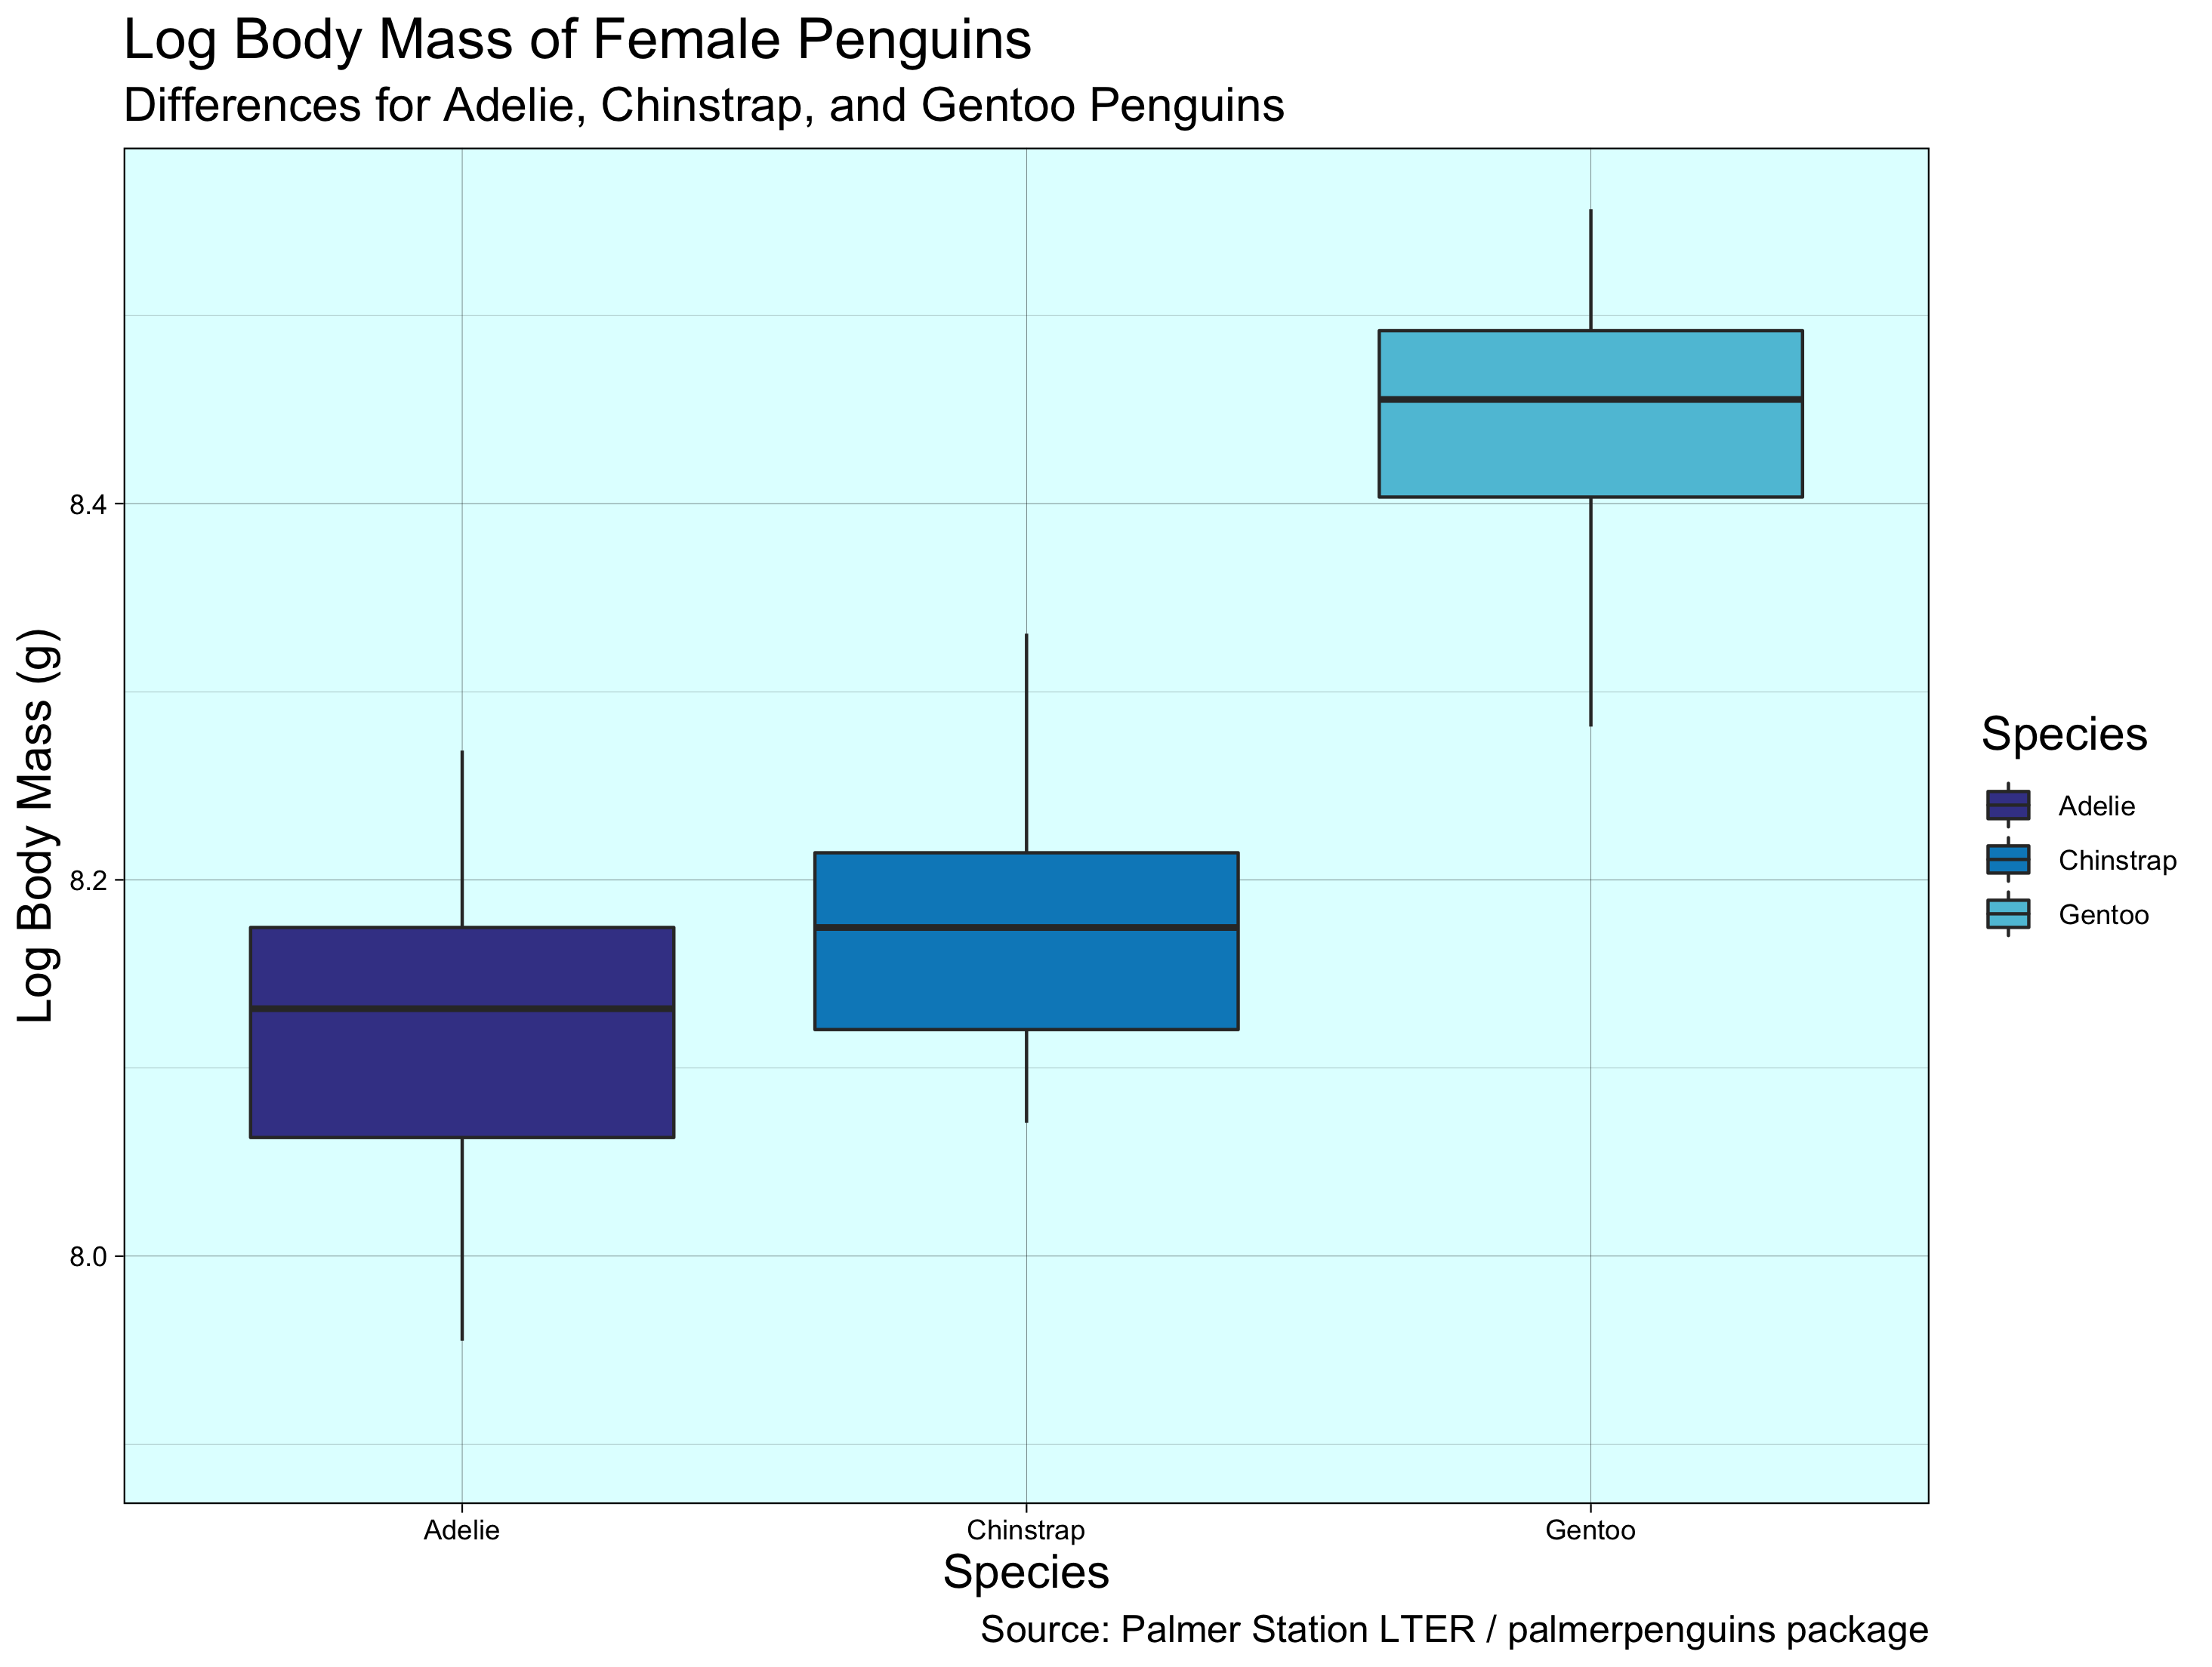 Log Body Mass of Female Penguins
Differences for Adelie, Chinstrap, and Gentoo Penguins
Log Body Mass (g)
8.4
8.2
8.0
Adelie
Chinstrap
Gentoo
Species
Species
Adelie
Chinstrap
Gentoo
Source: Palmer Station LTER / palmerpenguins package